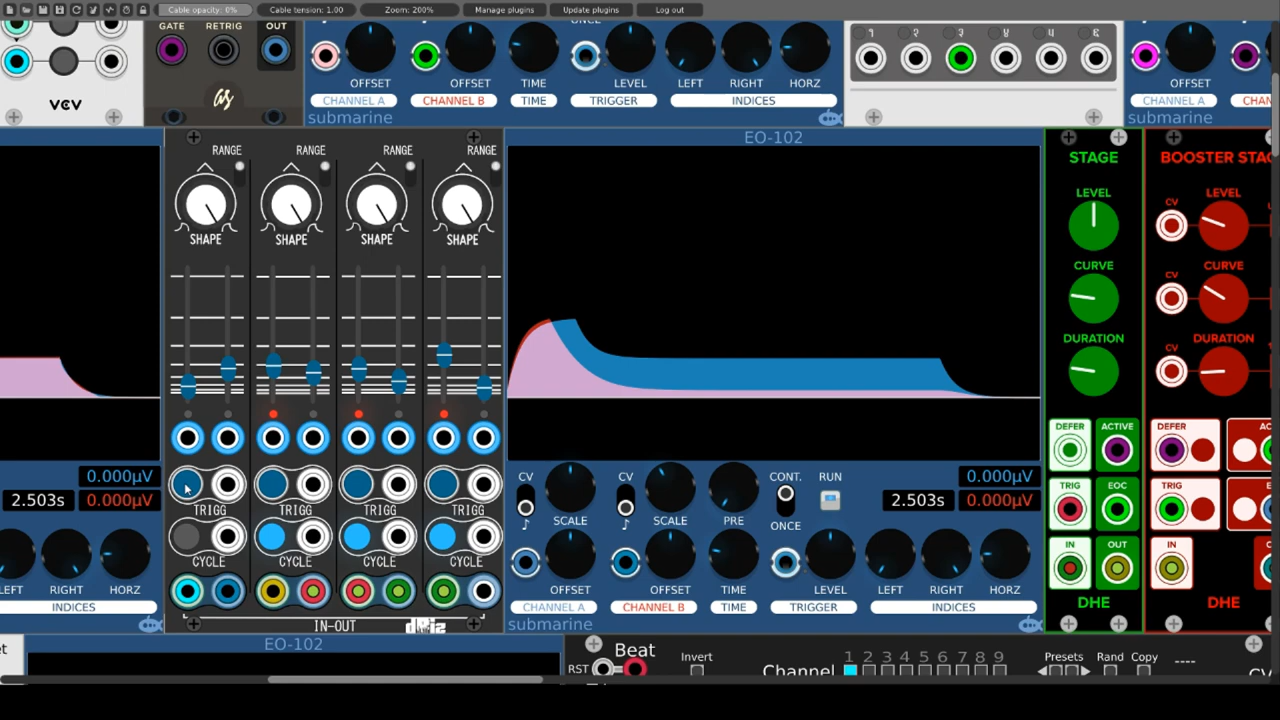 Cable opacity: 0%
Cable tension: 1.00
Zoom: 200%
Manage plugins
Update plugins
Log out
GATE
RETRIG
OUT
OFFSET
OFFSET
TIME
LEVEL
LEFT
RIGHT
HORZ
OFFSET
VCV
CHANNEL A
CHANNEL B
TIME
TRIGGER
INDICES
CHANNEL A
submarine
submarine
EO-102
RANGE
RANGE
RANGE
RANGE
STAGE
BOOSTER STAG
LEVEL
CV
LEVEL
SHAPE
SHAPE
SHAPE
SHAPE
CURVE
CV
CURVE
DURATION
CV
DURATION
DEFER
ACTIVE
DEFER
0.000µV
2.503s
0.000µV
CV
SCALE
CV
SCALE
PRE
CONT.
ONCE
RUN
0.000µV
2.503s
0.000µV
TRIGG
TRIGG
TRIGG
TRIGG
TRIG
EOC
TRIG
CYCLE
CYCLE
CYCLE
CYCLE
IN
OUT
IN
LEFT
RIGHT
HORZ
OFFSET
OFFSET
TIME
LEVEL
LEFT
RIGHT
HORZ
INDICES
CHANNEL A
CHANNEL B
TIME
TRIGGER
INDICES
DHE
DHE
IN-OUT
submarine
EO-102
RST
Beat
Invert
Channel
1 2 3 4 5 6 7 8 9
Presets
Rand
Copy
----